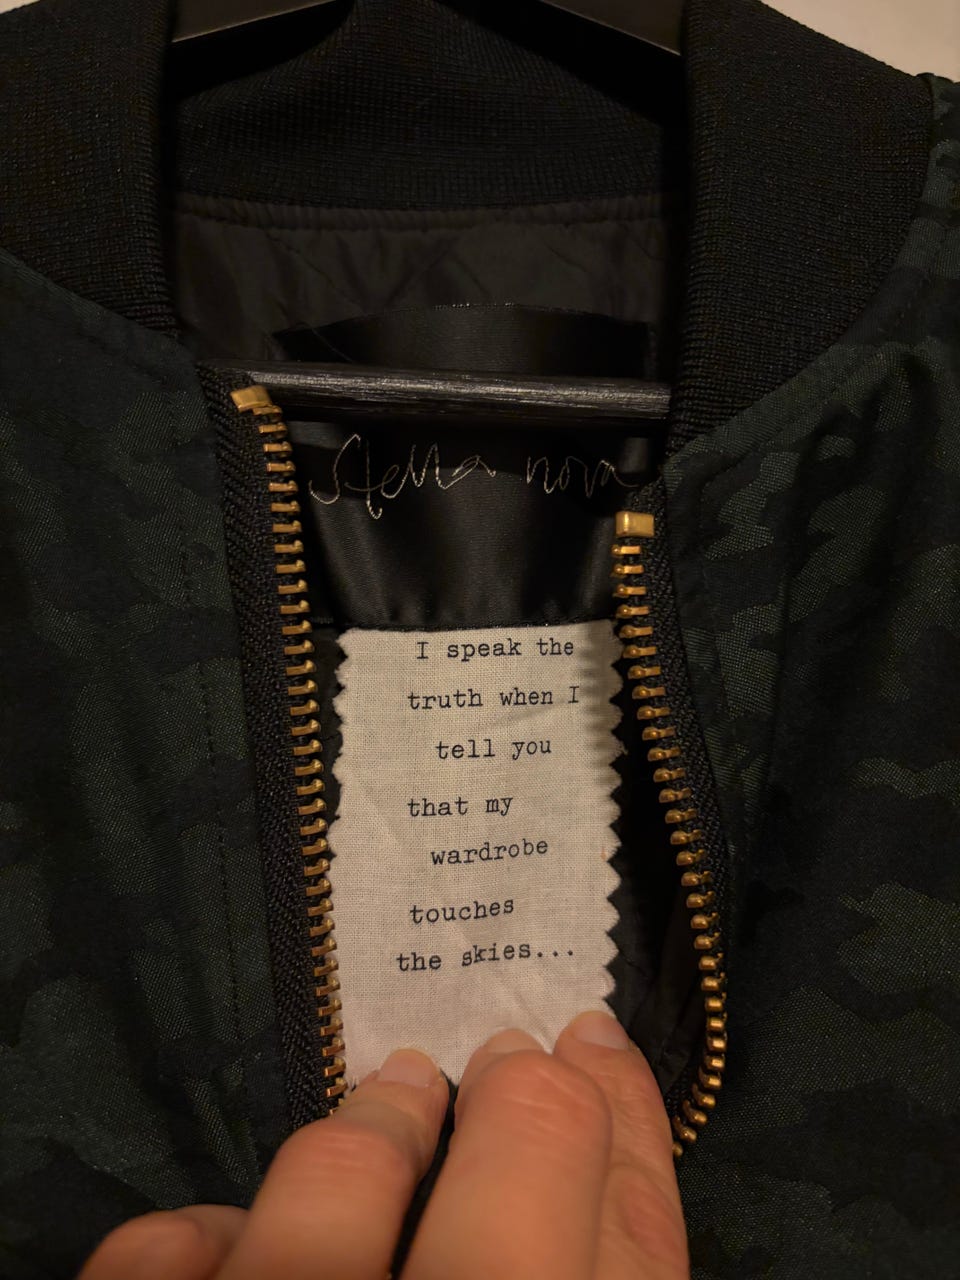 Stella nova
I speak the
truth when I
tell you
that my
wardrobe
touches
the skies...